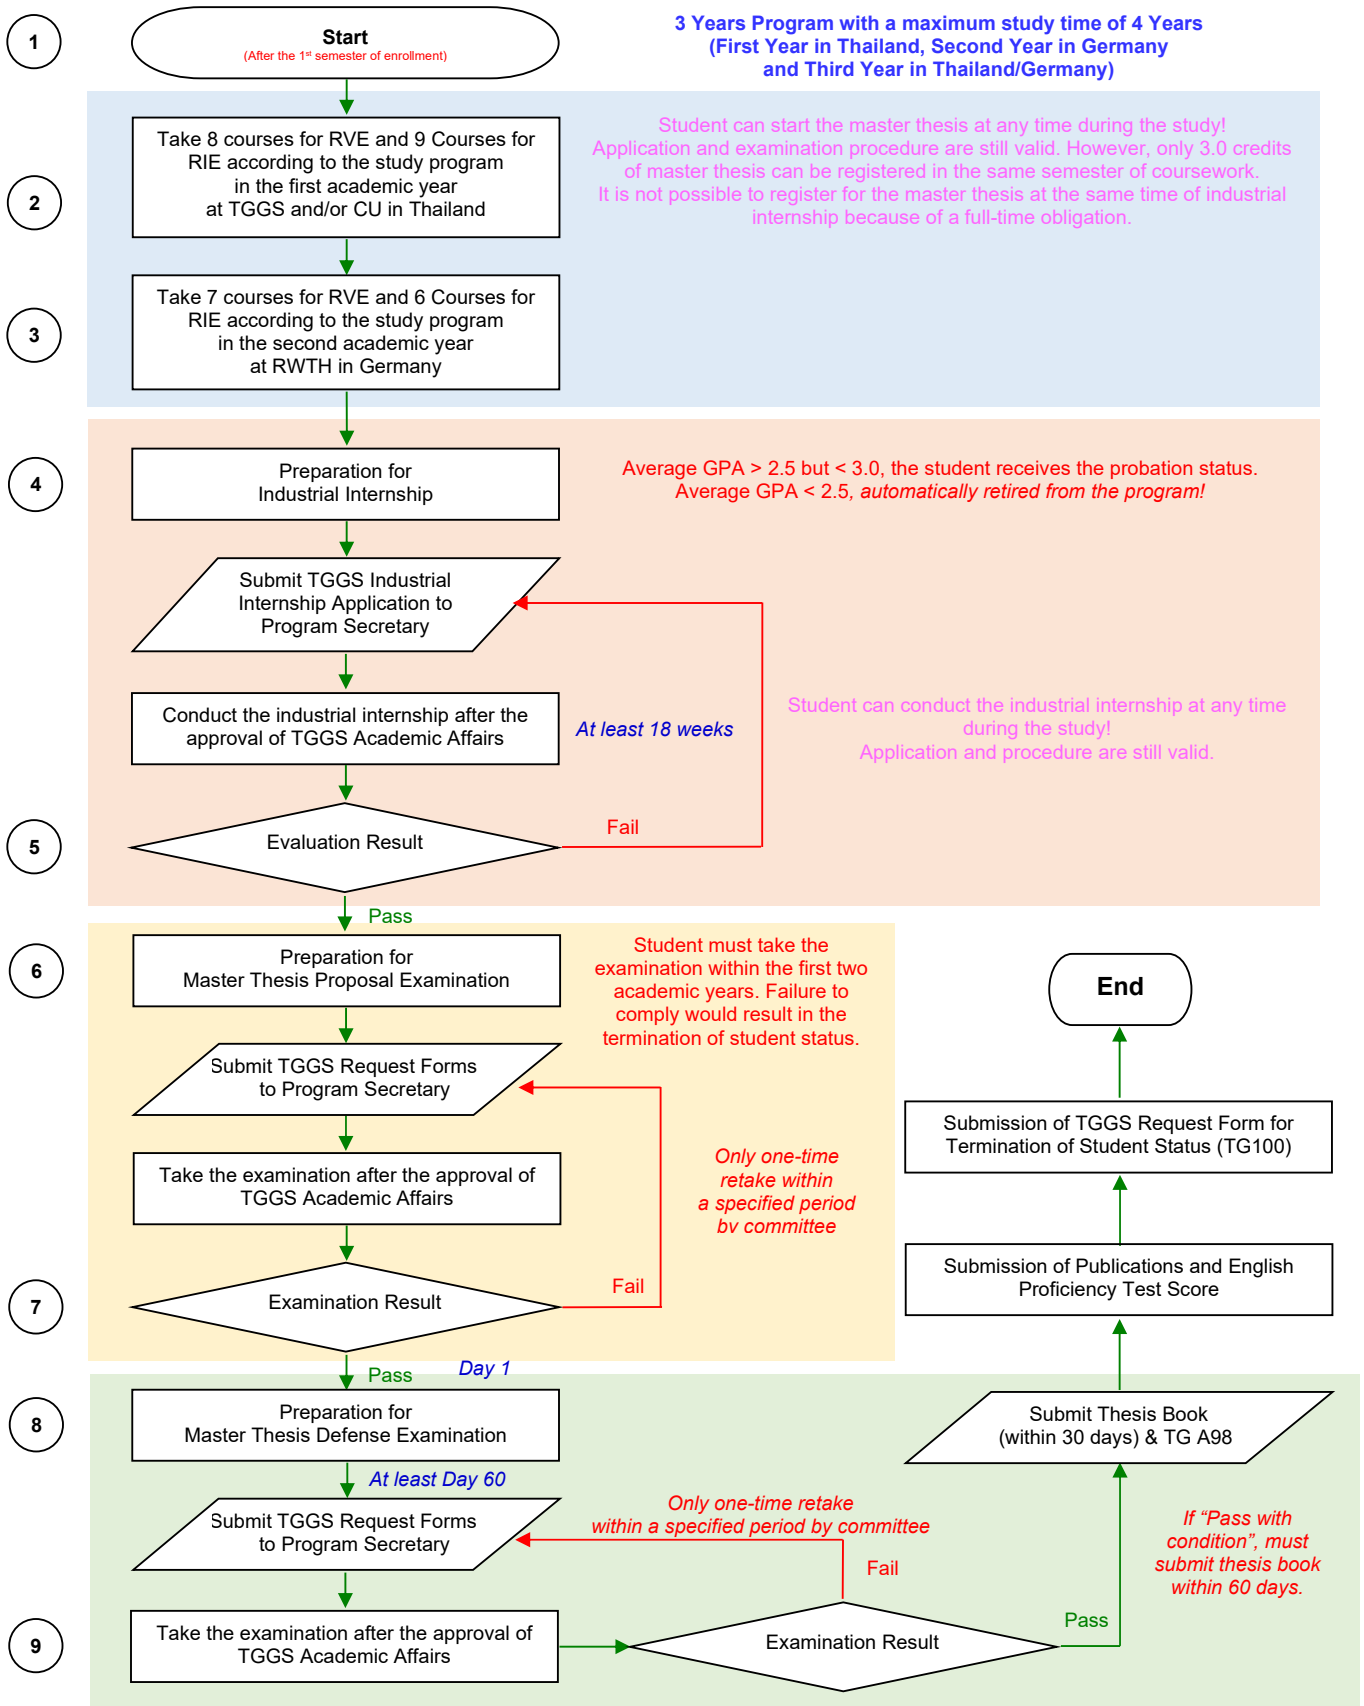 1
Start
(After the 1st semester of enrollment)
3 Years Program with a maximum study time of 4 Years
(First Year in Thailand, Second Year in Germany
and Third Year in Thailand/Germany)
2
Take 8 courses for RVE and 9 Courses for
RIE according to the study program
in the first academic year
at TGGS and/or CU in Thailand
Student can start the master thesis at any time during the study!
Application and examination procedure are still valid. However, only 3.0 credits
of master thesis can be registered in the same semester of coursework.
It is not possible to register for the master thesis at the same time of industrial
internship because of a full-time obligation.
3
Take 7 courses for RVE and 6 Courses for
RIE according to the study program
in the second academic year
at RWTH in Germany
4
Preparation for
Industrial Internship
Average GPA > 2.5 but < 3.0, the student receives the probation status.
Average GPA < 2.5, automatically retired from the program!
Submit TGGS Industrial
Internship Application to
Program Secretary
Conduct the industrial internship after the
approval of TGGS Academic Affairs
At least 18 weeks
Student can conduct the industrial internship at any time
during the study!
Application and procedure are still valid.
5
Evaluation Result
Fail
Pass
6
Preparation for
Master Thesis Proposal Examination
Student must take the
examination within the first two
academic years. Failure to
comply would result in the
termination of student status.
Submit TGGS Request Forms
to Program Secretary
Take the examination after the approval of
TGGS Academic Affairs
Only one-time
retake within
a specified period
by committee
7
Examination Result
Fail
Pass
Day 1
8
Preparation for
Master Thesis Defense Examination
At least Day 60
Submit TGGS Request Forms
to Program Secretary
Only one-time retake
within a specified period by committee
Fail
9
Take the examination after the approval of
TGGS Academic Affairs
Examination Result
Pass
If “Pass with
condition”, must
submit thesis book
within 60 days.
Submit Thesis Book
(within 30 days) & TG A98
Submission of Publications and English
Proficiency Test Score
Submission of TGGS Request Form for
Termination of Student Status (TG100)
End